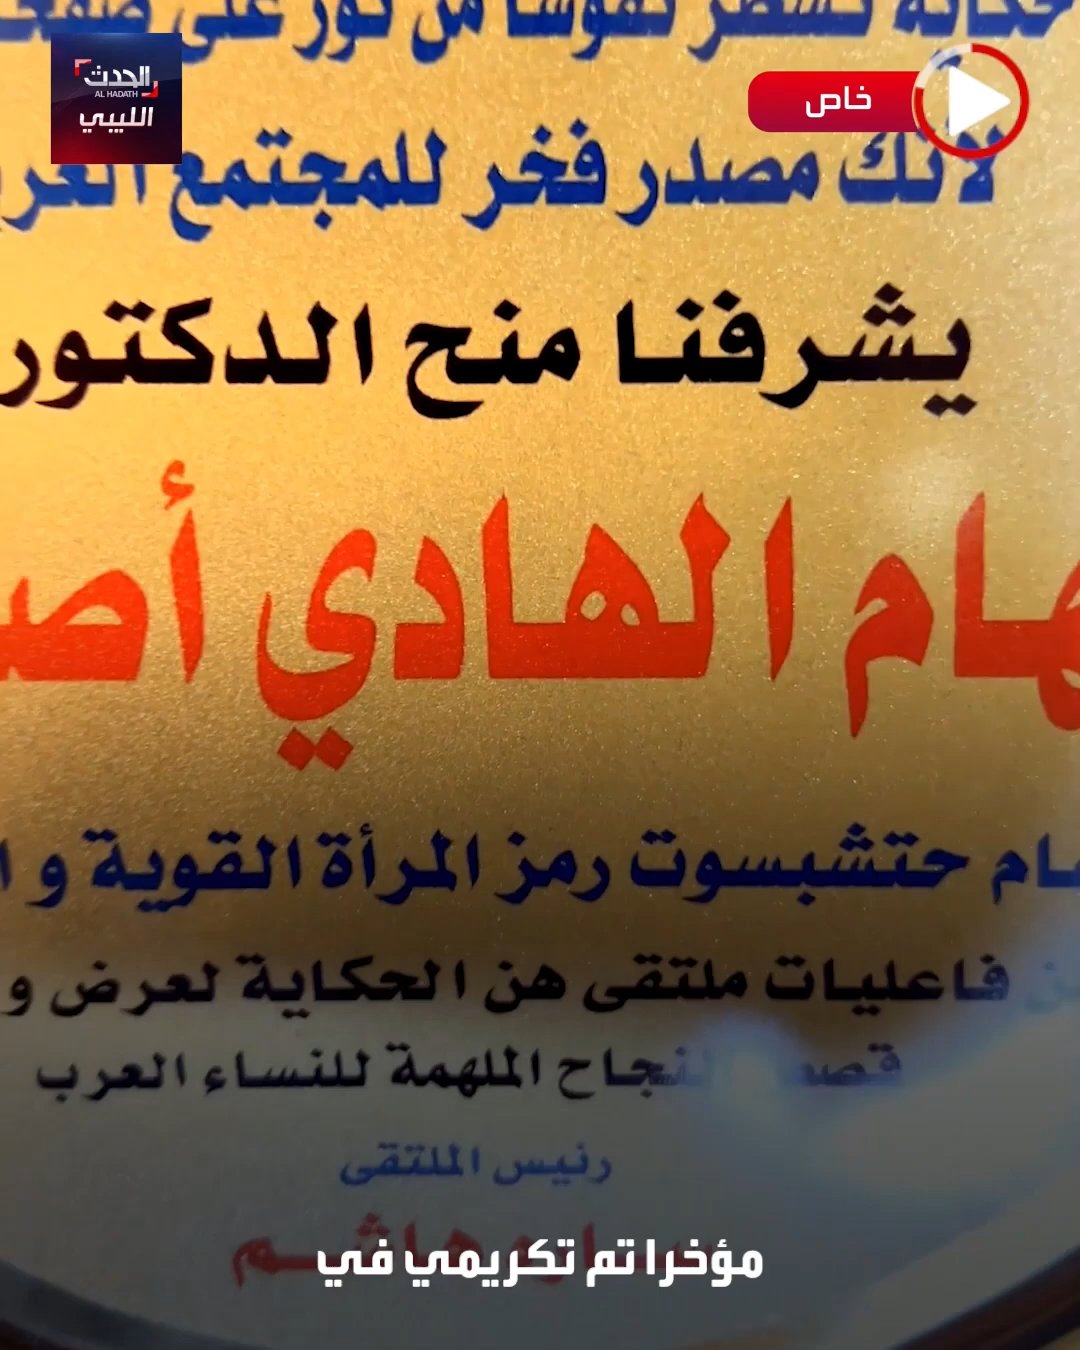 الحدث
AL HADATH
الليبي
خاص
لأنك مصدر فخر للمجتمع
يشرفنا منح الدكتور
الهادي
حتشبسوت رمز المرأة القوية و
فاعليات ملتقى هن الحكاية لعرض و
النجاح الملهمة للنساء العرب
رئيس الملتقى
هاشم
مؤخرا تم تكريمي في